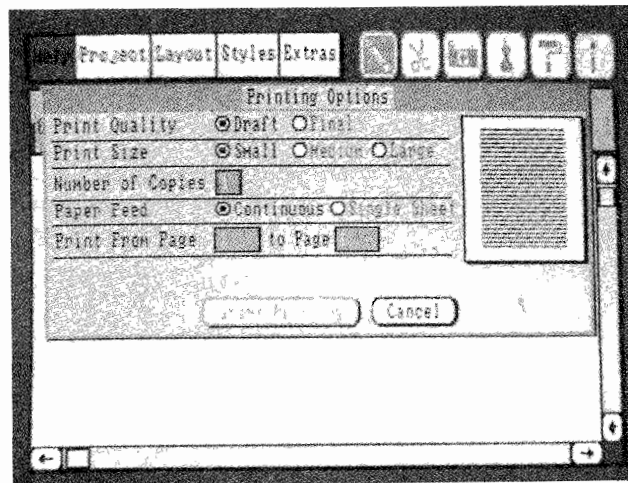 Project Layout Styles Extras
Printing Options
Print Quality Draft Final
Print Size Small Medium Large
Number of Copies
Paper Feed Continuous Single Sheet
Print From Page to Page
Cancel